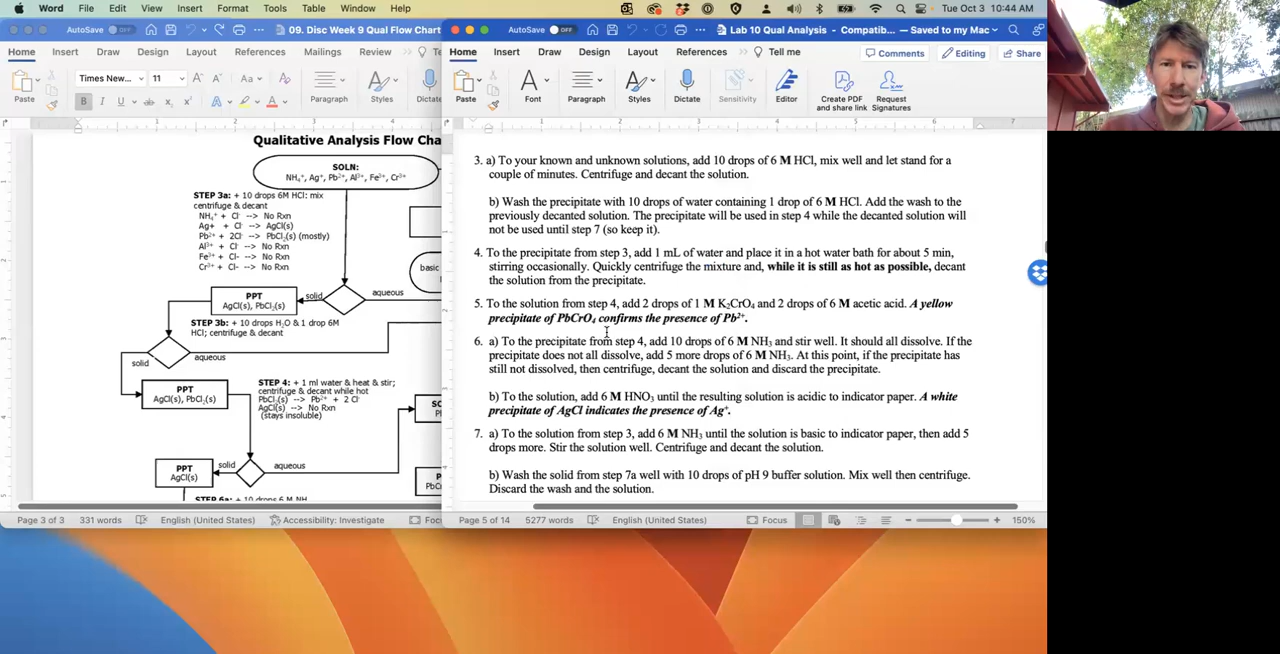 Word File Edit View Insert Format Tools Table Window Help Tue Oct 3 10:44 AM
AutoSave OFF 09. Disc Week 9 Qual Flow Chart
Home Insert Draw Design Layout References Mailings Review Te
Paste Times New... 11 Paragraph Styles Dictate
Qualitative Analysis Flow Cha
SOLN:
NH₄⁺, Ag⁺, Pb²⁺, Al³⁺, Fe³⁺, Cr³⁺
STEP 3a: + 10 drops 6M HCl: mix
centrifuge & decant
NH₄⁺ + Cl⁻ --> No Rxn
Ag+ + Cl⁻ --> AgCl(s)
Pb²⁺ + 2Cl⁻ --> PbCl₂(s) (mostly)
Al³⁺ + Cl --> No Rxn
Fe³⁺ + Cl- --> No Rxn
Cr³⁺ + Cl- --> No Rxn
basic
PPT
AgCl(s), PbCl₂(s)
solid
aqueous
STEP 3b: + 10 drops H₂O & 1 drop 6M
HCl; centrifuge & decant
solid
aqueous
PPT
AgCl(s), PbCl₂(s)
STEP 4: + 1 ml water & heat & stir;
centrifuge & decant while hot
PbCl₂(s) --> Pb²⁺ + 2 Cl⁻
AgCl(s) --> No Rxn
(stays insoluble)
PPT
AgCl(s)
solid
aqueous
STEP 6a: + 10 drops 6 M NH
Page 3 of 3 331 words English (United States) Accessibility: Investigate Foc
AutoSave OFF Lab 10 Qual Analysis - Compatib... — Saved to my Mac
Home Insert Draw Design Layout References Tell me Comments Editing Share
Paste Font Paragraph Styles Dictate Sensitivity Editor Create PDF and share link Request Signatures
3. a) To your known and unknown solutions, add 10 drops of 6 M HCl, mix well and let stand for a
couple of minutes. Centrifuge and decant the solution.
b) Wash the precipitate with 10 drops of water containing 1 drop of 6 M HCl. Add the wash to the
previously decanted solution. The precipitate will be used in step 4 while the decanted solution will
not be used until step 7 (so keep it).
4. To the precipitate from step 3, add 1 mL of water and place it in a hot water bath for about 5 min,
stirring occasionally. Quickly centrifuge the mixture and, while it is still as hot as possible, decant
the solution from the precipitate.
5. To the solution from step 4, add 2 drops of 1 M K₂CrO₄ and 2 drops of 6 M acetic acid. A yellow
precipitate of PbCrO₄ confirms the presence of Pb²⁺.
6. a) To the precipitate from step 4, add 10 drops of 6 M NH₃ and stir well. It should all dissolve. If the
precipitate does not all dissolve, add 5 more drops of 6 M NH₃. At this point, if the precipitate has
still not dissolved, then centrifuge, decant the solution and discard the precipitate.
b) To the solution, add 6 M HNO₃ until the resulting solution is acidic to indicator paper. A white
precipitate of AgCl indicates the presence of Ag⁺.
7. a) To the solution from step 3, add 6 M NH₃ until the solution is basic to indicator paper, then add 5
drops more. Stir the solution well. Centrifuge and decant the solution.
b) Wash the solid from step 7a well with 10 drops of pH 9 buffer solution. Mix well then centrifuge.
Discard the wash and the solution.
Page 5 of 14 5277 words English (United States) Focus 150%